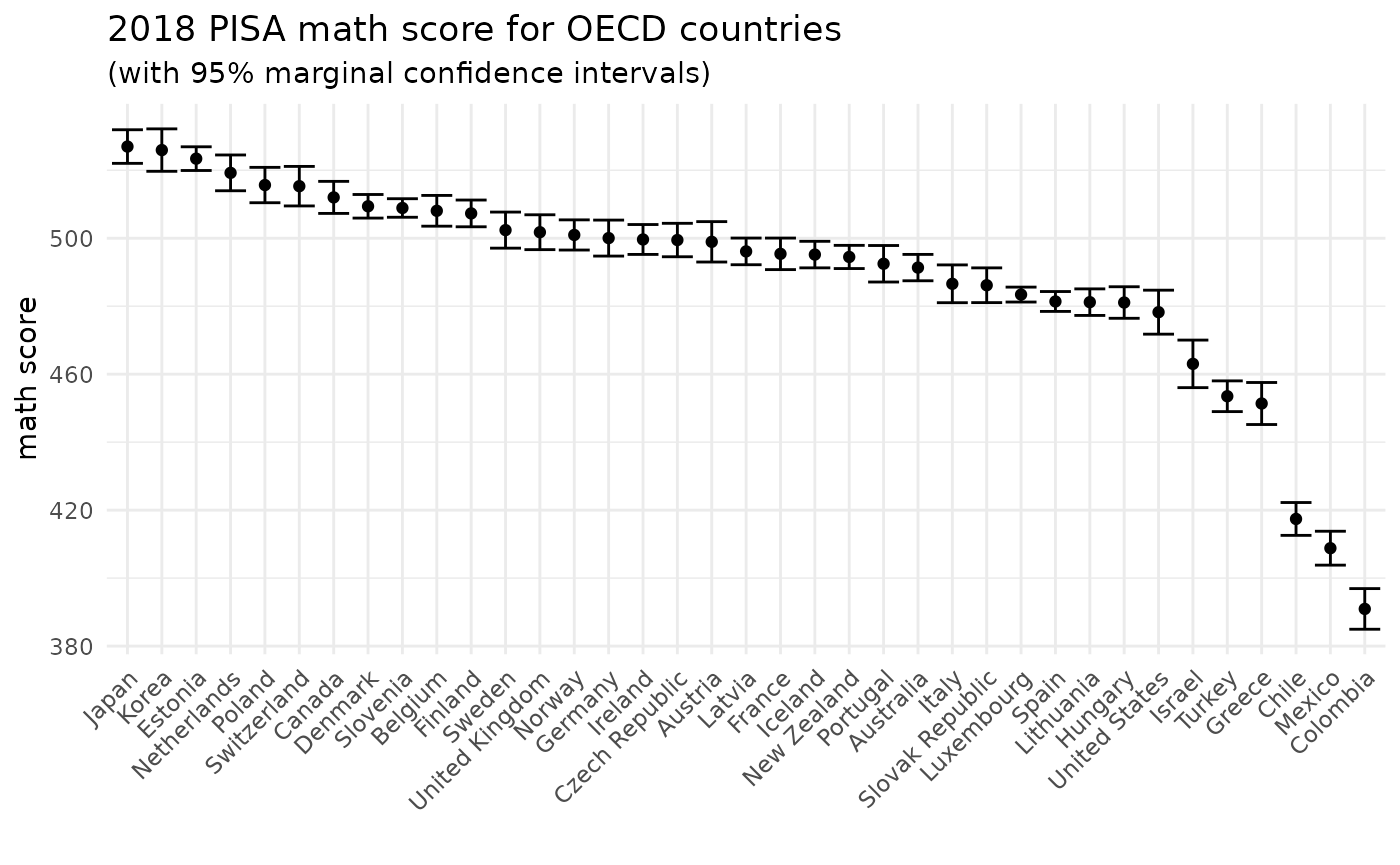 2018 PISA math score for OECD countries
(with 95% marginal confidence intervals)
math score
500
460
420
380
Japan
Korea
Estonia
Netherlands
Poland
Switzerland
Canada
Denmark
Slovenia
Belgium
Finland
Sweden
United Kingdom
Norway
Germany
Ireland
Czech Republic
Austria
Latvia
France
Iceland
New Zealand
Portugal
Australia
Italy
Slovak Republic
Luxembourg
Spain
Lithuania
Hungary
United States
Israel
Turkey
Greece
Chile
Mexico
Colombia